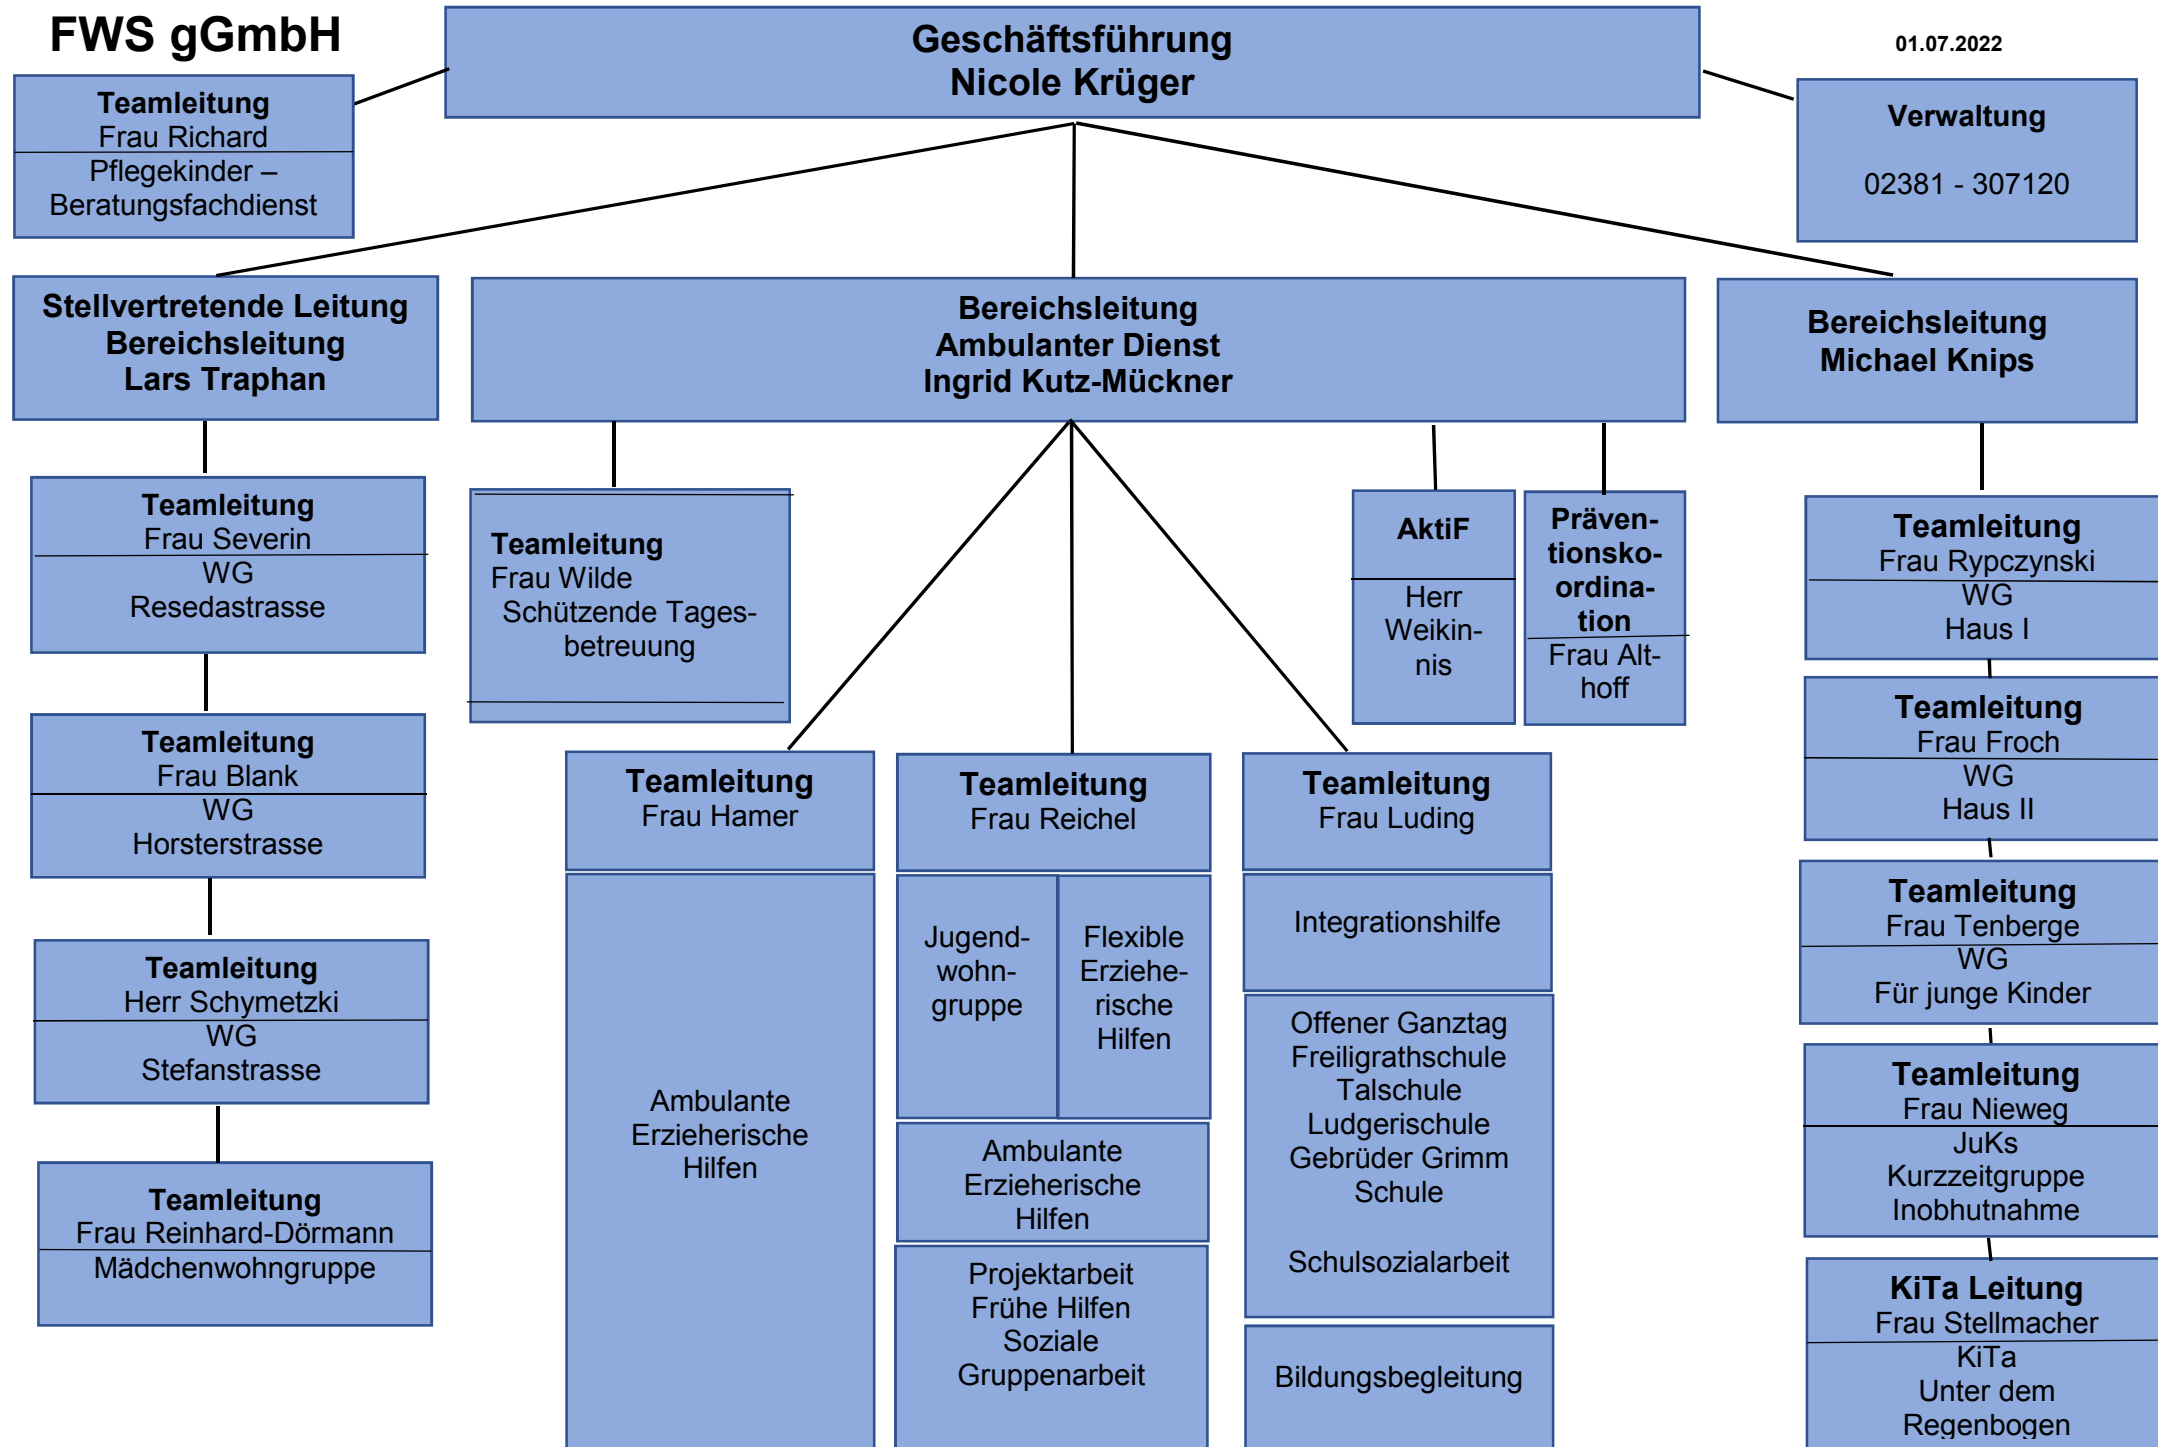 FWS gGmbH
Geschäftsführung
Nicole Krüger
01.07.2022
Teamleitung
Frau Richard
Pflegekinder –
Beratungsfachdienst
Verwaltung
02381 - 307120
Stellvertretende Leitung
Bereichsleitung
Lars Traphan
Bereichsleitung
Ambulanter Dienst
Ingrid Kutz-Mückner
Bereichsleitung
Michael Knips
Teamleitung
Frau Severin
WG
Resedastrasse
Teamleitung
Frau Blank
WG
Horsterstrasse
Teamleitung
Herr Schymetzki
WG
Stefanstrasse
Teamleitung
Frau Reinhard-Dörmann
Mädchenwohngruppe
Teamleitung
Frau Wilde
Schützende Tages-
betreuung
AktiF
Herr
Weikin-
nis
Präven-
tionsko-
ordina-
tion
Frau Alt-
hoff
Teamleitung
Frau Hamer
Ambulante
Erzieherische
Hilfen
Teamleitung
Frau Reichel
Jugend-
wohn-
gruppe
Flexible
Erziehe-
rische
Hilfen
Ambulante
Erzieherische
Hilfen
Projektarbeit
Frühe Hilfen
Soziale
Gruppenarbeit
Teamleitung
Frau Luding
Integrationshilfe
Offener Ganztag
Freiligrathschule
Talschule
Ludgerischule
Gebrüder Grimm
Schule
Schulsozialarbeit
Bildungsbegleitung
Teamleitung
Frau Rypczynski
WG
Haus I
Teamleitung
Frau Froch
WG
Haus II
Teamleitung
Frau Tenberge
WG
Für junge Kinder
Teamleitung
Frau Nieweg
JuKs
Kurzzeitgruppe
Inobhutnahme
KiTa Leitung
Frau Stellmacher
KiTa
Unter dem
Regenbogen